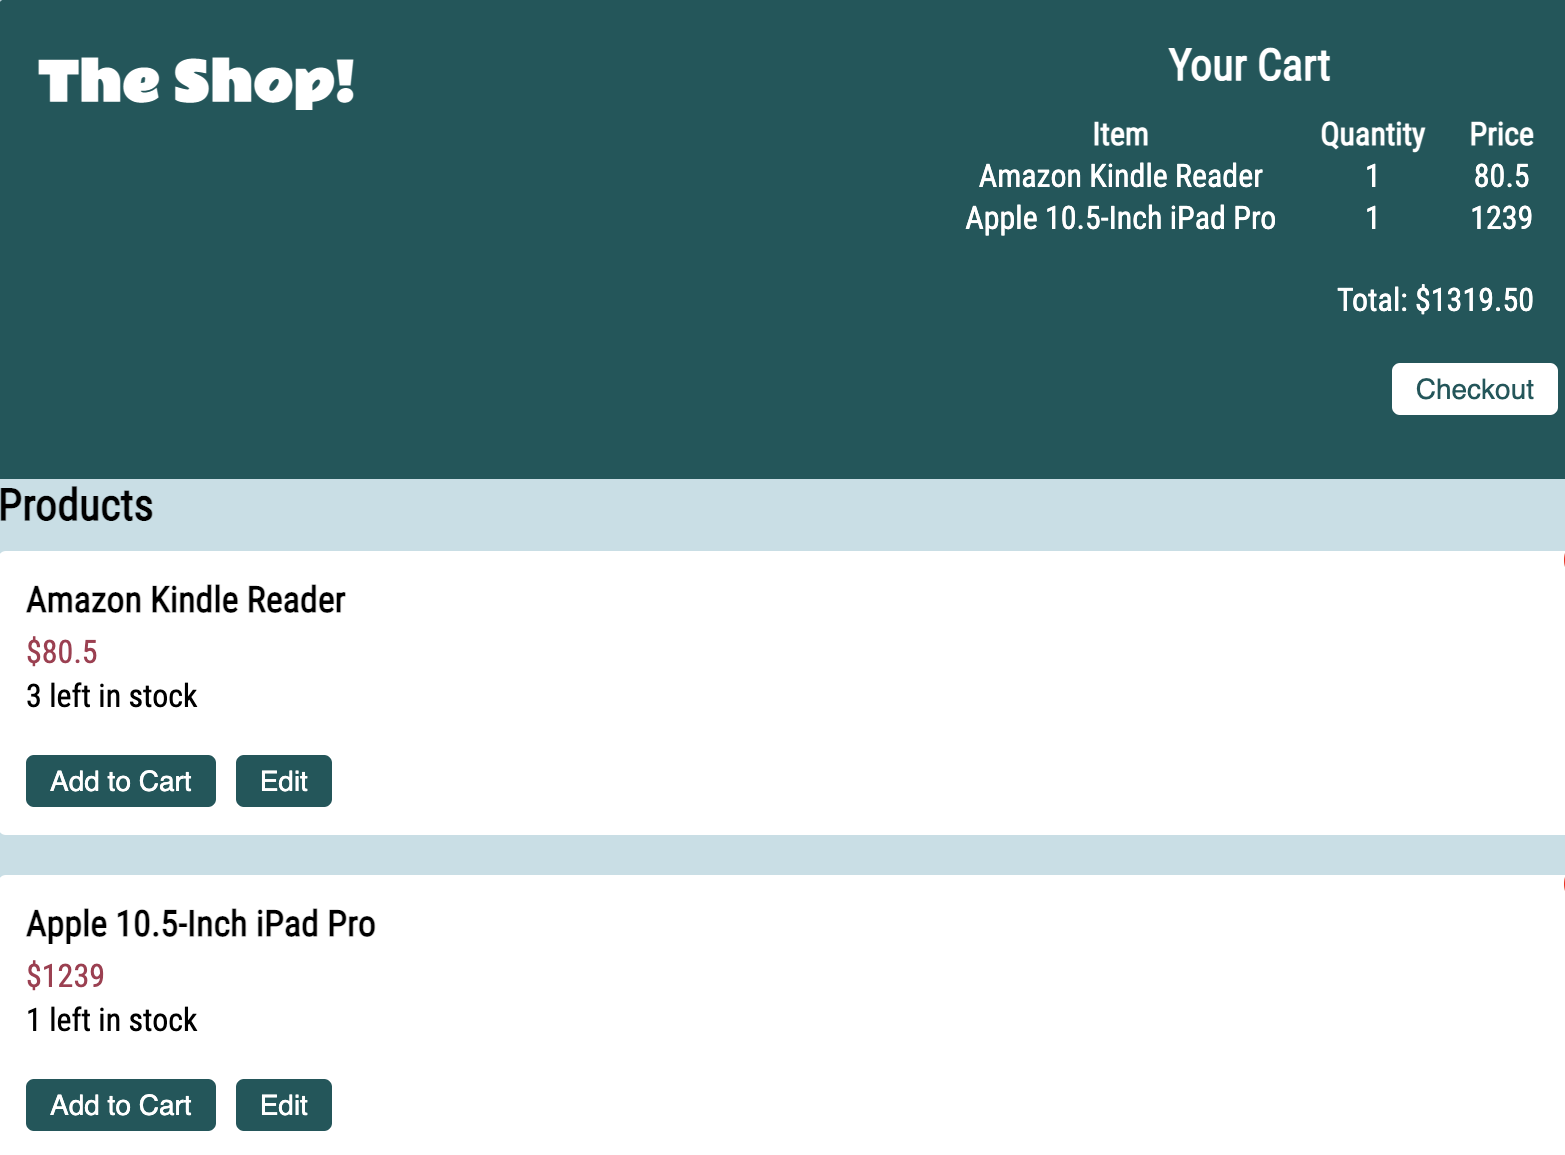 The Shop!
Your Cart
Item Quantity Price
Amazon Kindle Reader 1 80.5
Apple 10.5-Inch iPad Pro 1 1239
Total: $1319.50
Checkout
Products
Amazon Kindle Reader
$80.5
3 left in stock
Add to Cart Edit
Apple 10.5-Inch iPad Pro
$1239
1 left in stock
Add to Cart Edit